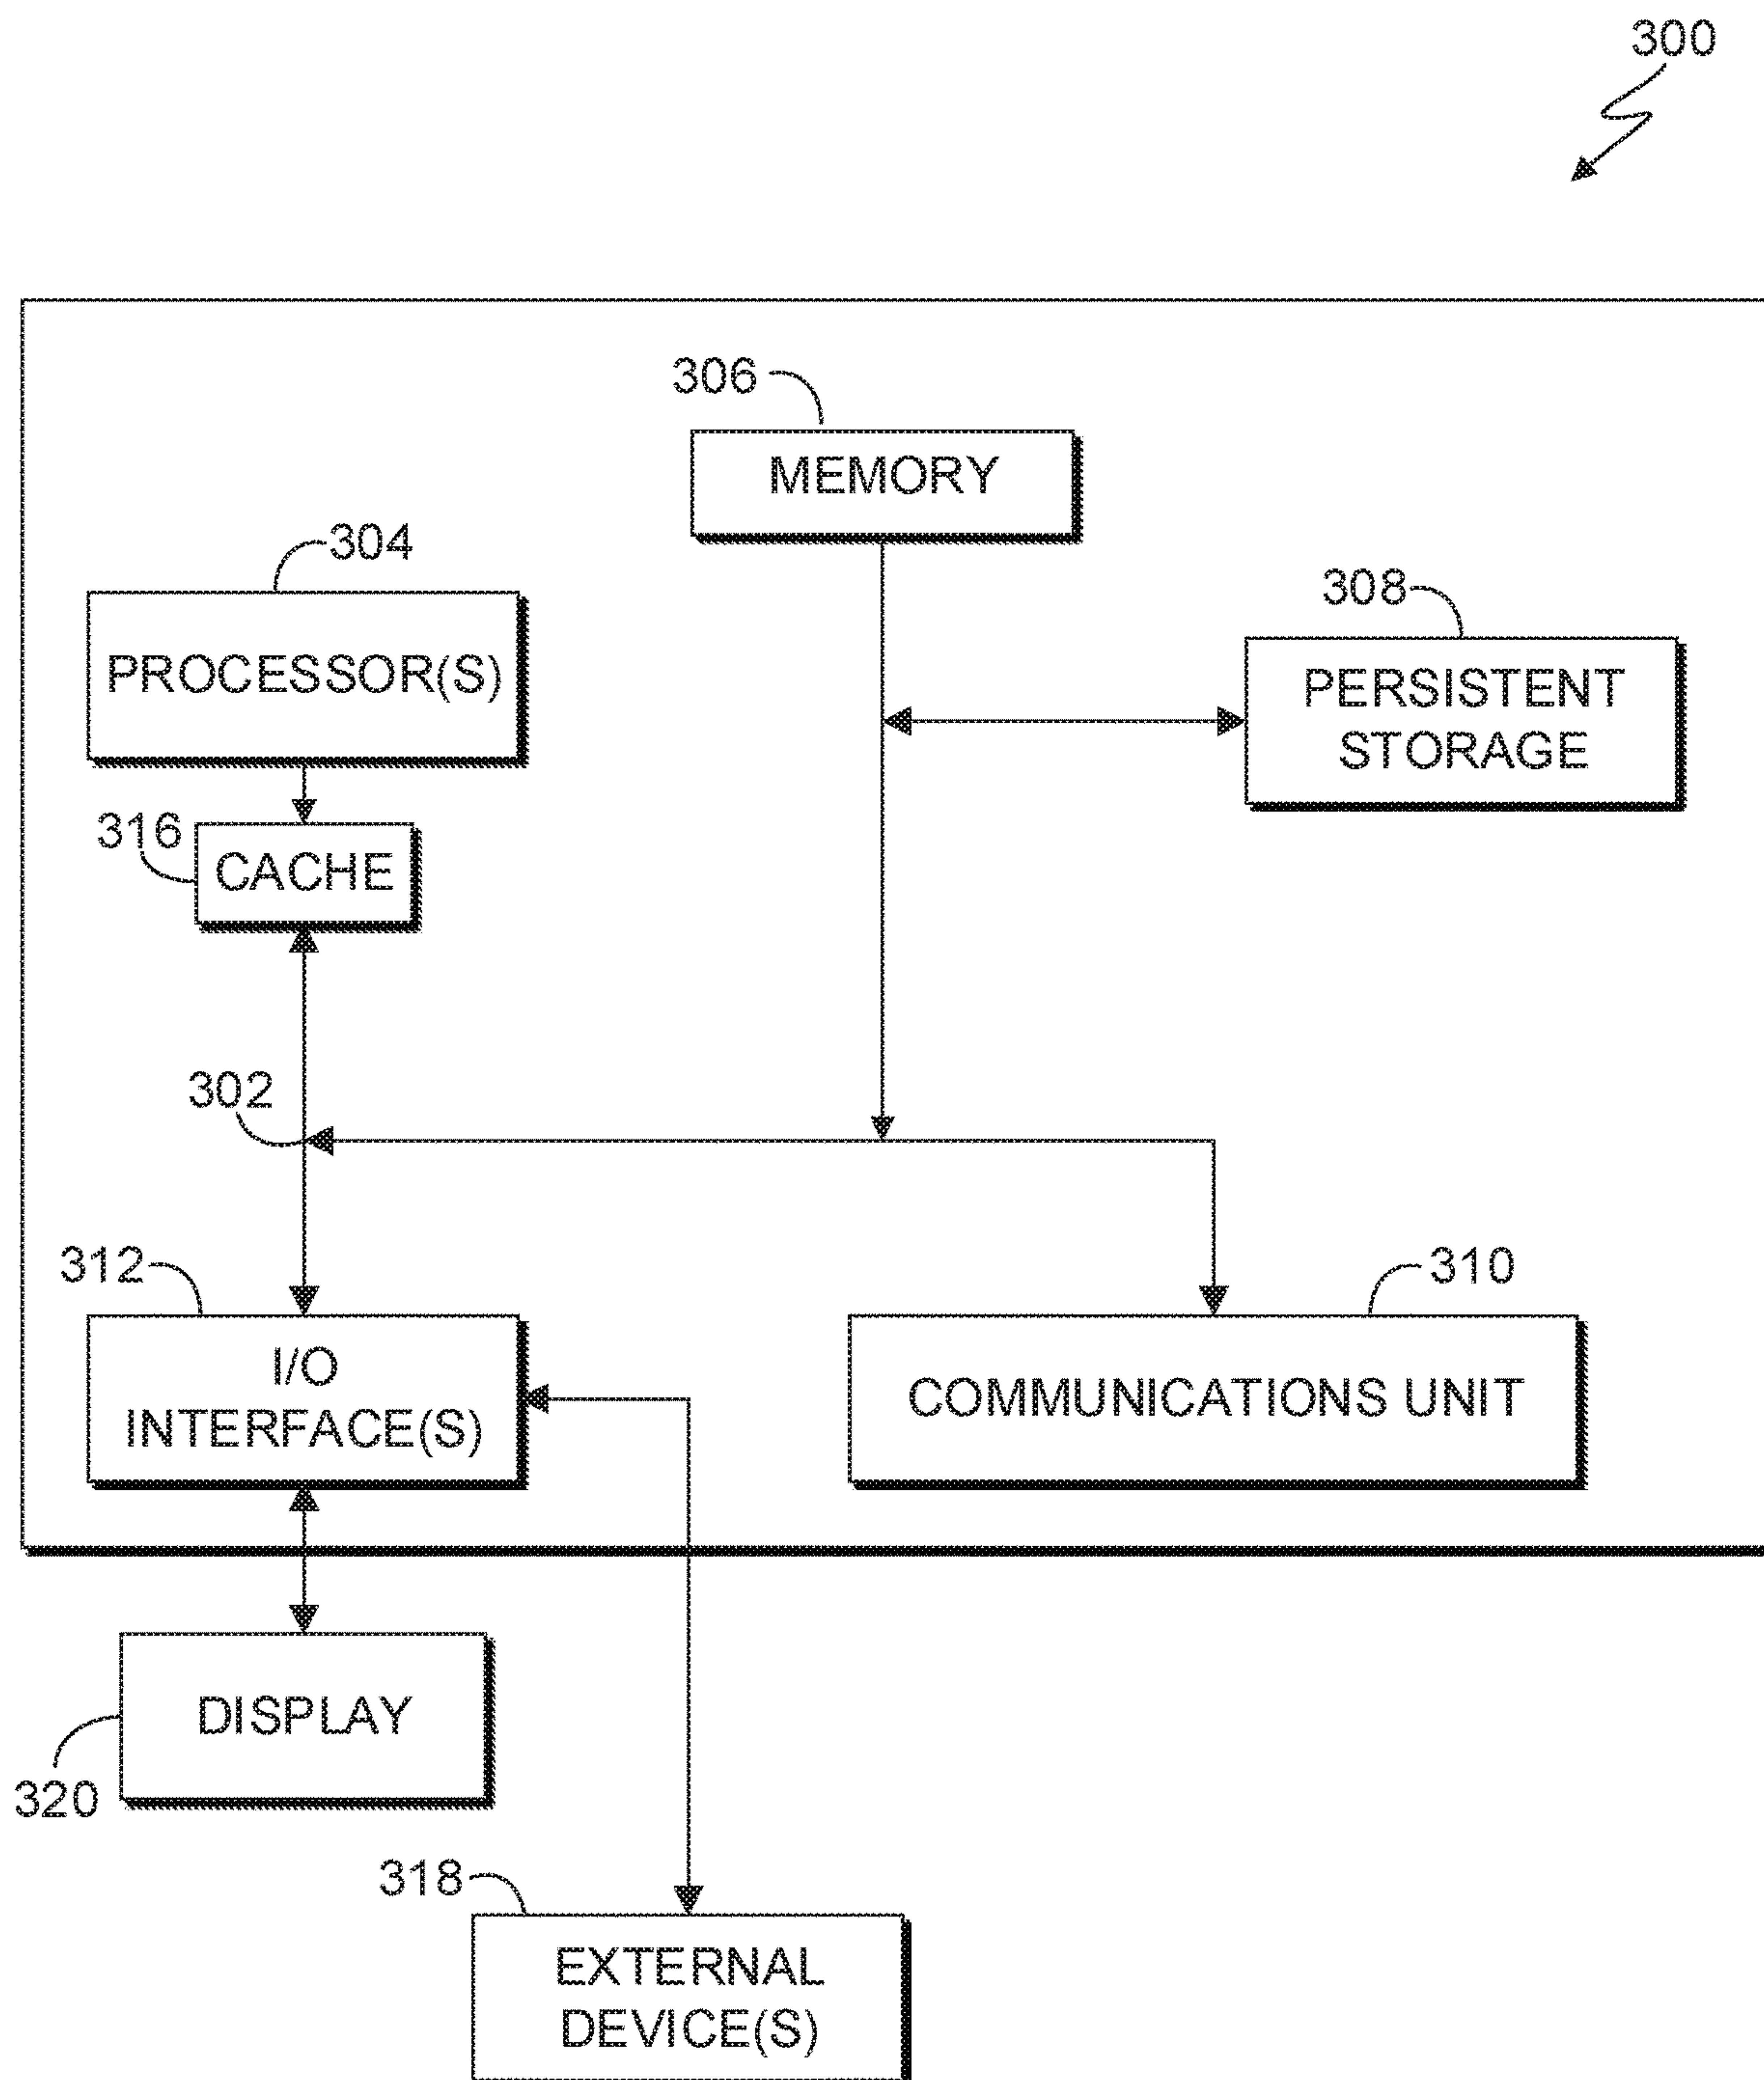 300
306
MEMORY
304
308
PROCESSOR(S)
PERSISTENT
STORAGE
316
CACHE
302
312
310
I/O
INTERFACE(S)
COMMUNICATIONS UNIT
DISPLAY
320
318
EXTERNAL
DEVICE(S)